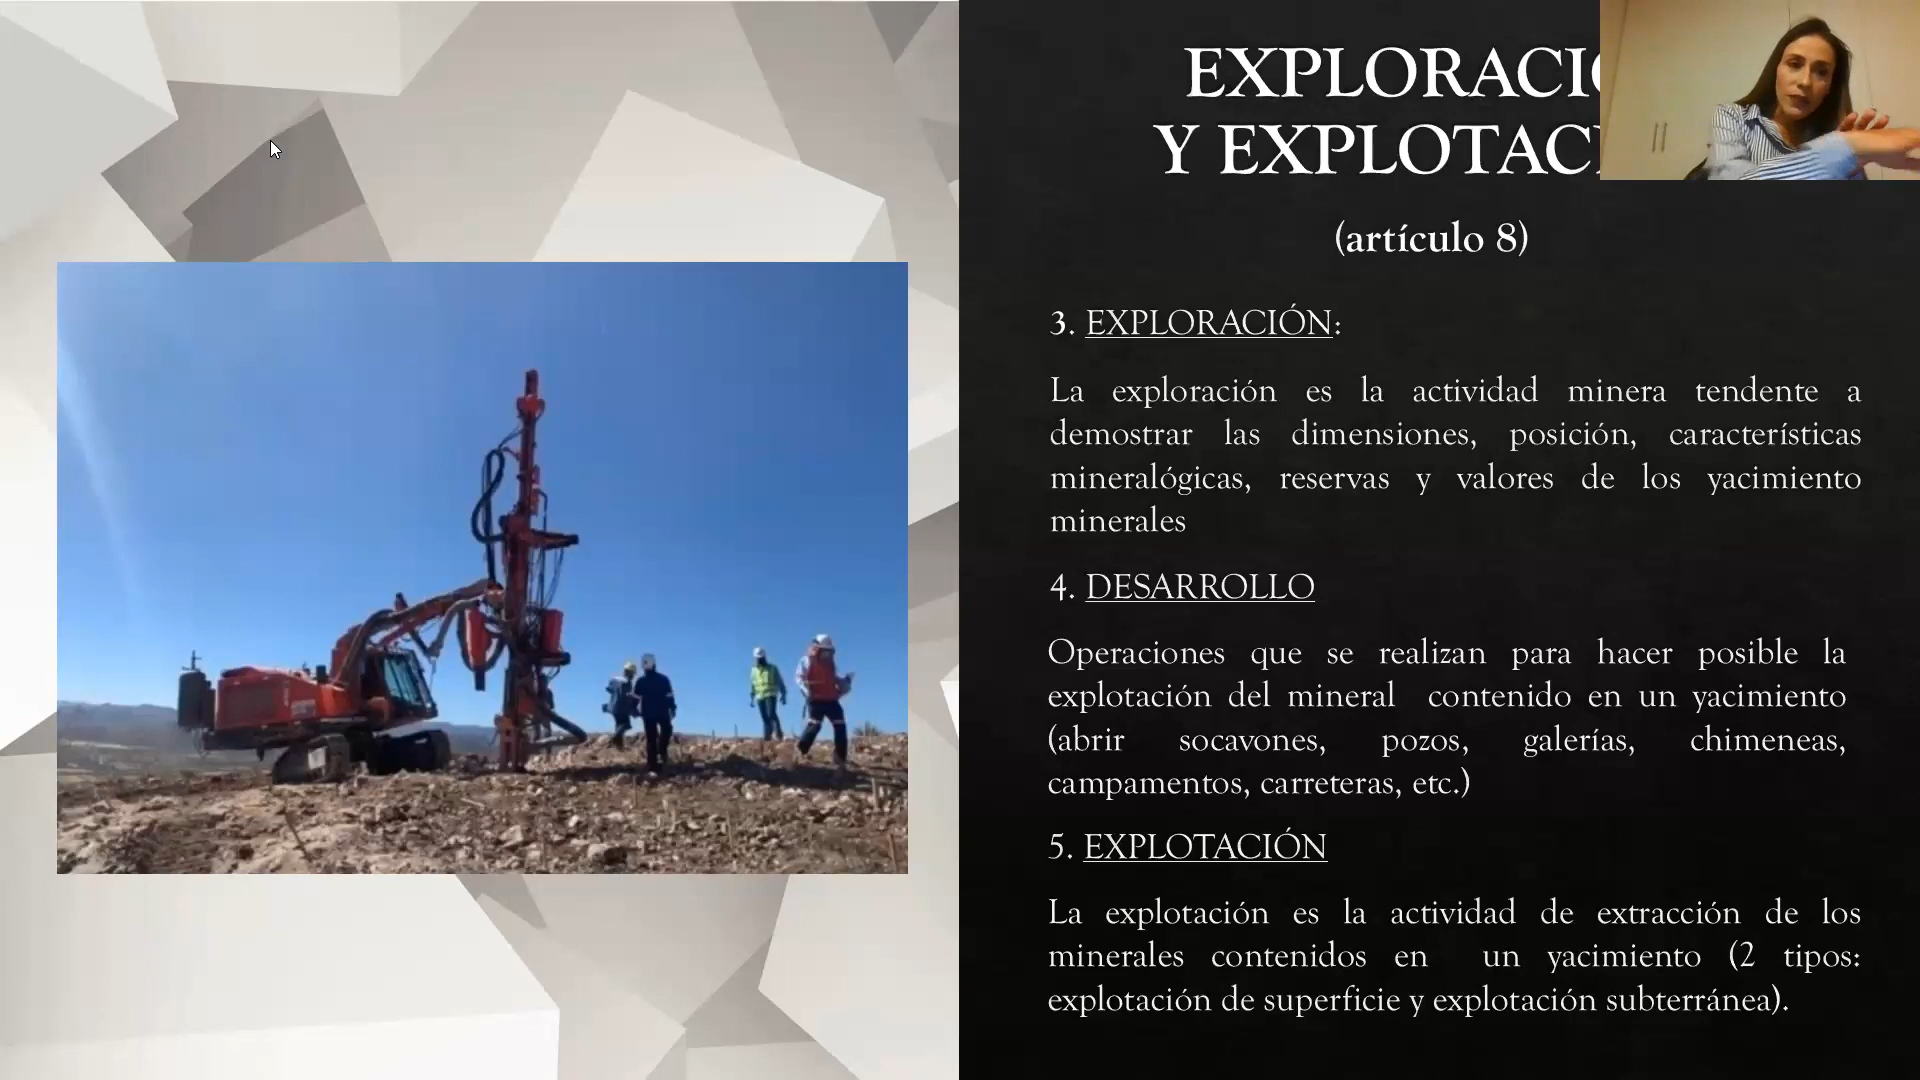 EXPLORACI
Y EXPLOTAC
(artículo 8)
3. EXPLORACIÓN:
La exploración es la actividad minera tendente a
demostrar las dimensiones, posición, características
mineralógicas, reservas y valores de los yacimiento
minerales
4. DESARROLLO
Operaciones que se realizan para hacer posible la
explotación del mineral contenido en un yacimiento
(abrir socavones, pozos, galerías, chimeneas,
campamentos, carreteras, etc.)
5. EXPLOTACIÓN
La explotación es la actividad de extracción de los
minerales contenidos en un yacimiento (2 tipos:
explotación de superficie y explotación subterránea).